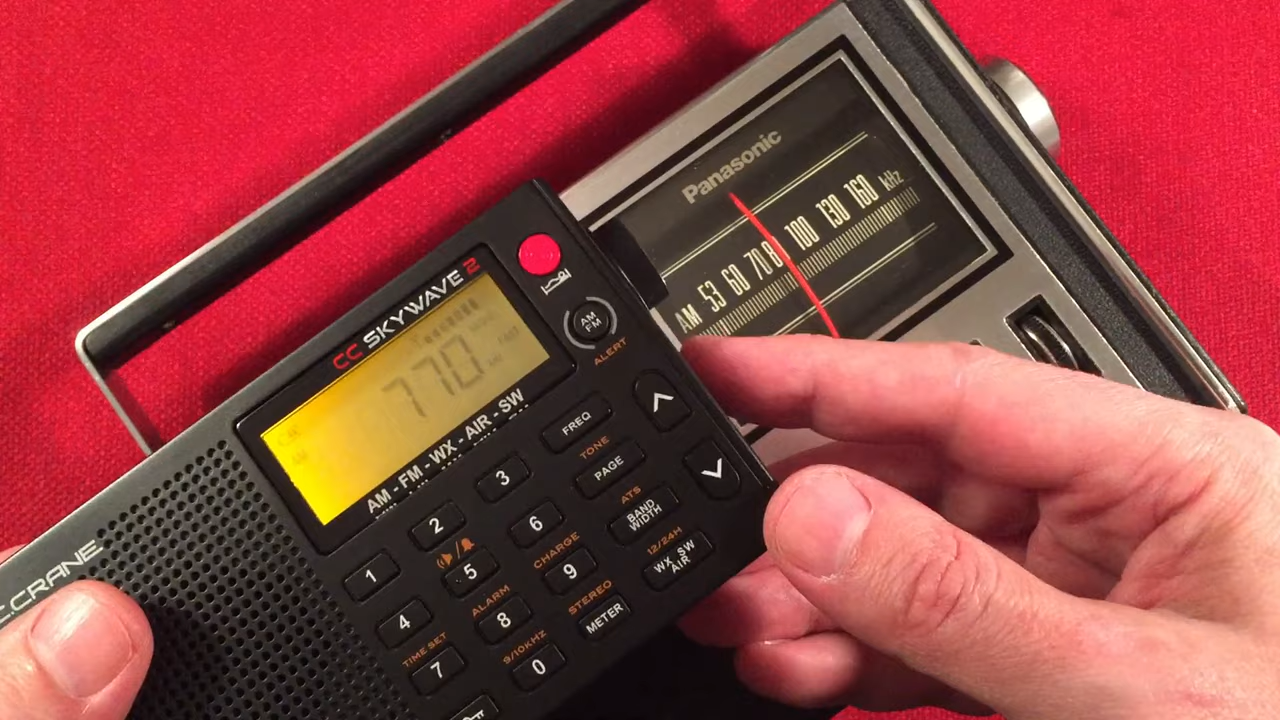 Panasonic
AM 53 60 70 8 100 130 160 kHz
CC SKYWAVE 2
770
AM - FM - WX - AIR - SW
AM
FM
ALERT
FREQ
TONE
PAGE
ATS
BAND
WIDTH
12/24H
WX SW
AIR
1
2
3
4
5
6
CHARGE
ALARM
7
8
9
TIME SET
9/10KHZ
STEREO
0
METER
C.CRANE